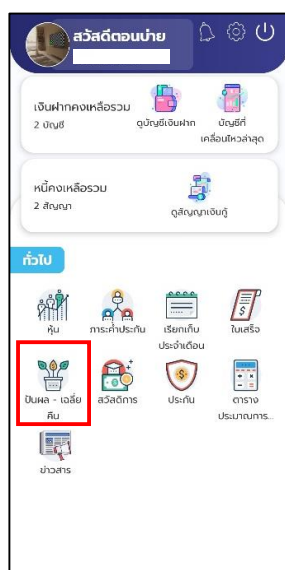 สวัสดีตอนบ่าย
เงินฝากคงเหลือรวม
2 บัญชี
ดูบัญชีเงินฝาก
บัญชีที่
เคลื่อนไหวล่าสุด
หนี้คงเหลือรวม
2 สัญญา
ดูสัญญาเงินกู้
ทั่วไป
หุ้น
ภาระค้ำประกัน
เรียกเก็บ
ประจำเดือน
ใบเสร็จ
ปันผล - เฉลี่ย
คืน
สวัสดิการ
ประกัน
ตาราง
ประมาณการ...
ข่าวสาร